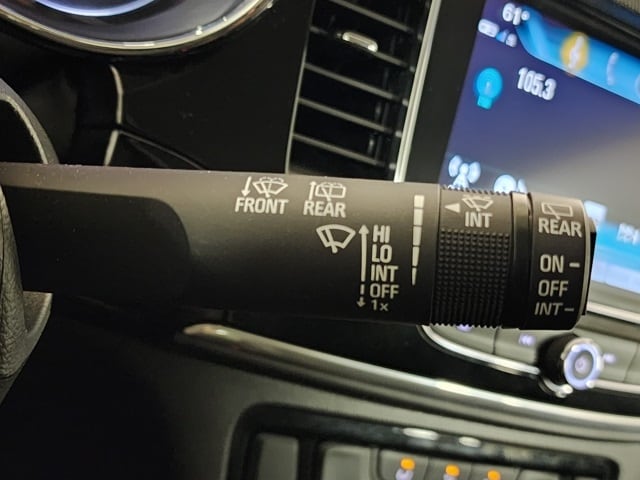 61°
105.3
FRONT
REAR
HI
LO
INT
OFF
1x
INT
REAR
ON
OFF
INT